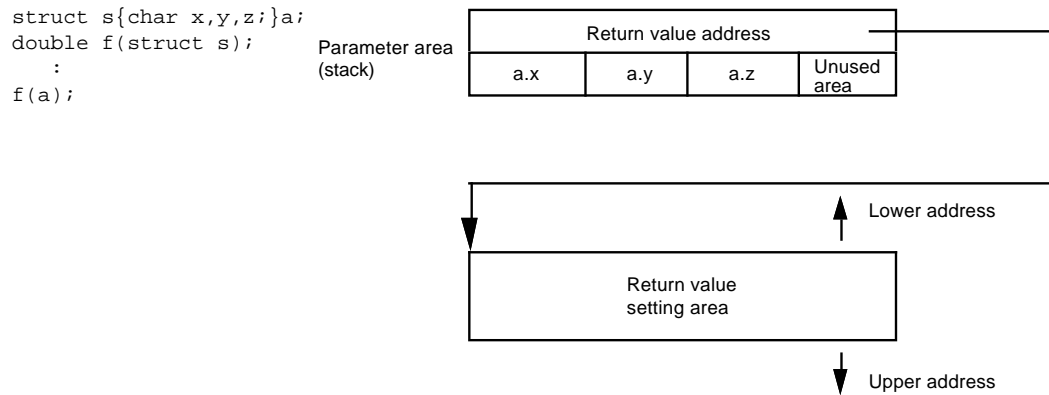 struct s{char x,y,z;}a;
double f(struct s);
:
f(a);
Parameter area
(stack)
Return value address
a.x a.y a.z Unused
area
Lower address
Return value
setting area
Upper address